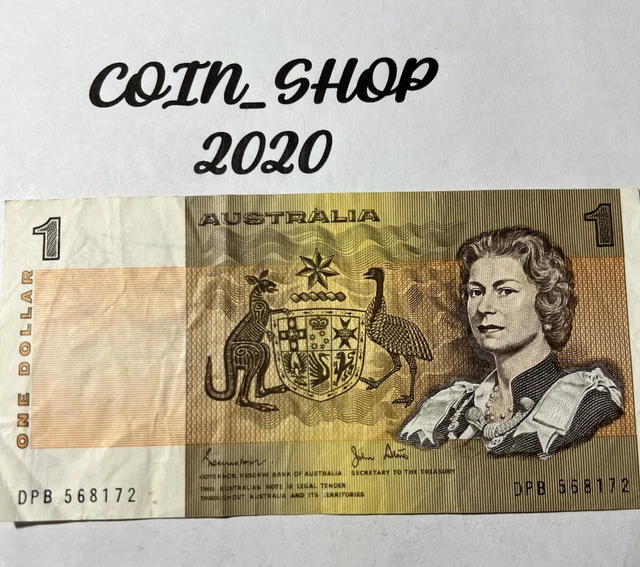 COIN_SHOP
2020
1
AUSTRALIA
1
ONE DOLLAR
GOVERNOR, RESERVE BANK OF AUSTRALIA SECRETARY TO THE TREASURY
THIS AUSTRALIAN NOTE IS LEGAL TENDER
THROUGHOUT AUSTRALIA AND ITS TERRITORIES
DPB 568172
DPB 568172